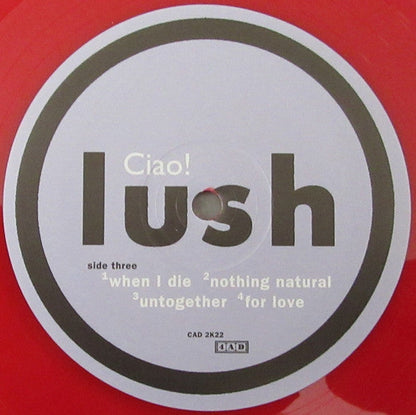 Ciao!
lush
side three
1when I die 2nothing natural
3untogether 4for love
CAD 2K22
4AD